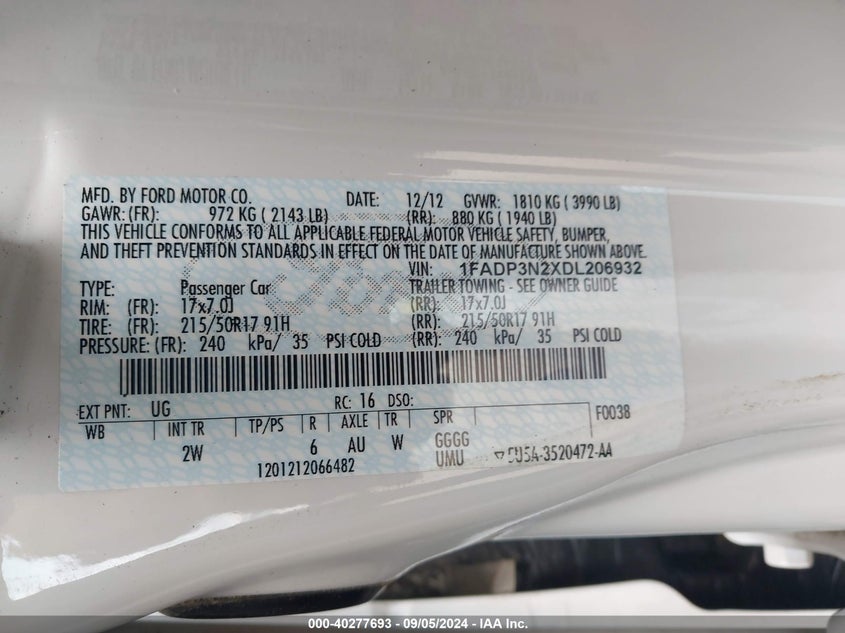 MFD. BY FORD MOTOR CO. DATE: 12/12 GVWR: 1810 KG ( 3990 LB)
GAWR: (FR): 972 KG ( 2143 LB) (RR): 880 KG ( 1940 LB)
THIS VEHICLE CONFORMS TO ALL APPLICABLE FEDERAL MOTOR VEHICLE SAFETY, BUMPER,
AND THEFT PREVENTION STANDARDS IN EFFECT ON THE DATE OF MANUFACTURE SHOWN ABOVE.
VIN: 1FADP3N2XDL206932
TYPE: Passenger Car TRAILER TOWING - SEE OWNER GUIDE
RIM: (FR): 17x7.0J (RR): 17x7.0J
TIRE: (FR): 215/50R17 91H (RR): 215/50R17 91H
PRESSURE: (FR): 240 kPa/ 35 PSI COLD (RR): 240 kPa/ 35 PSI COLD
EXT PNT: UG RC: 16 DSO: F0038
WB INT TR TP/PS R AXLE TR SPR
2W 6 AU W GGGG
1201212066482 UMU 5U5A-3520472-AA
000-40277693 - 09/05/2024 - IAA Inc.